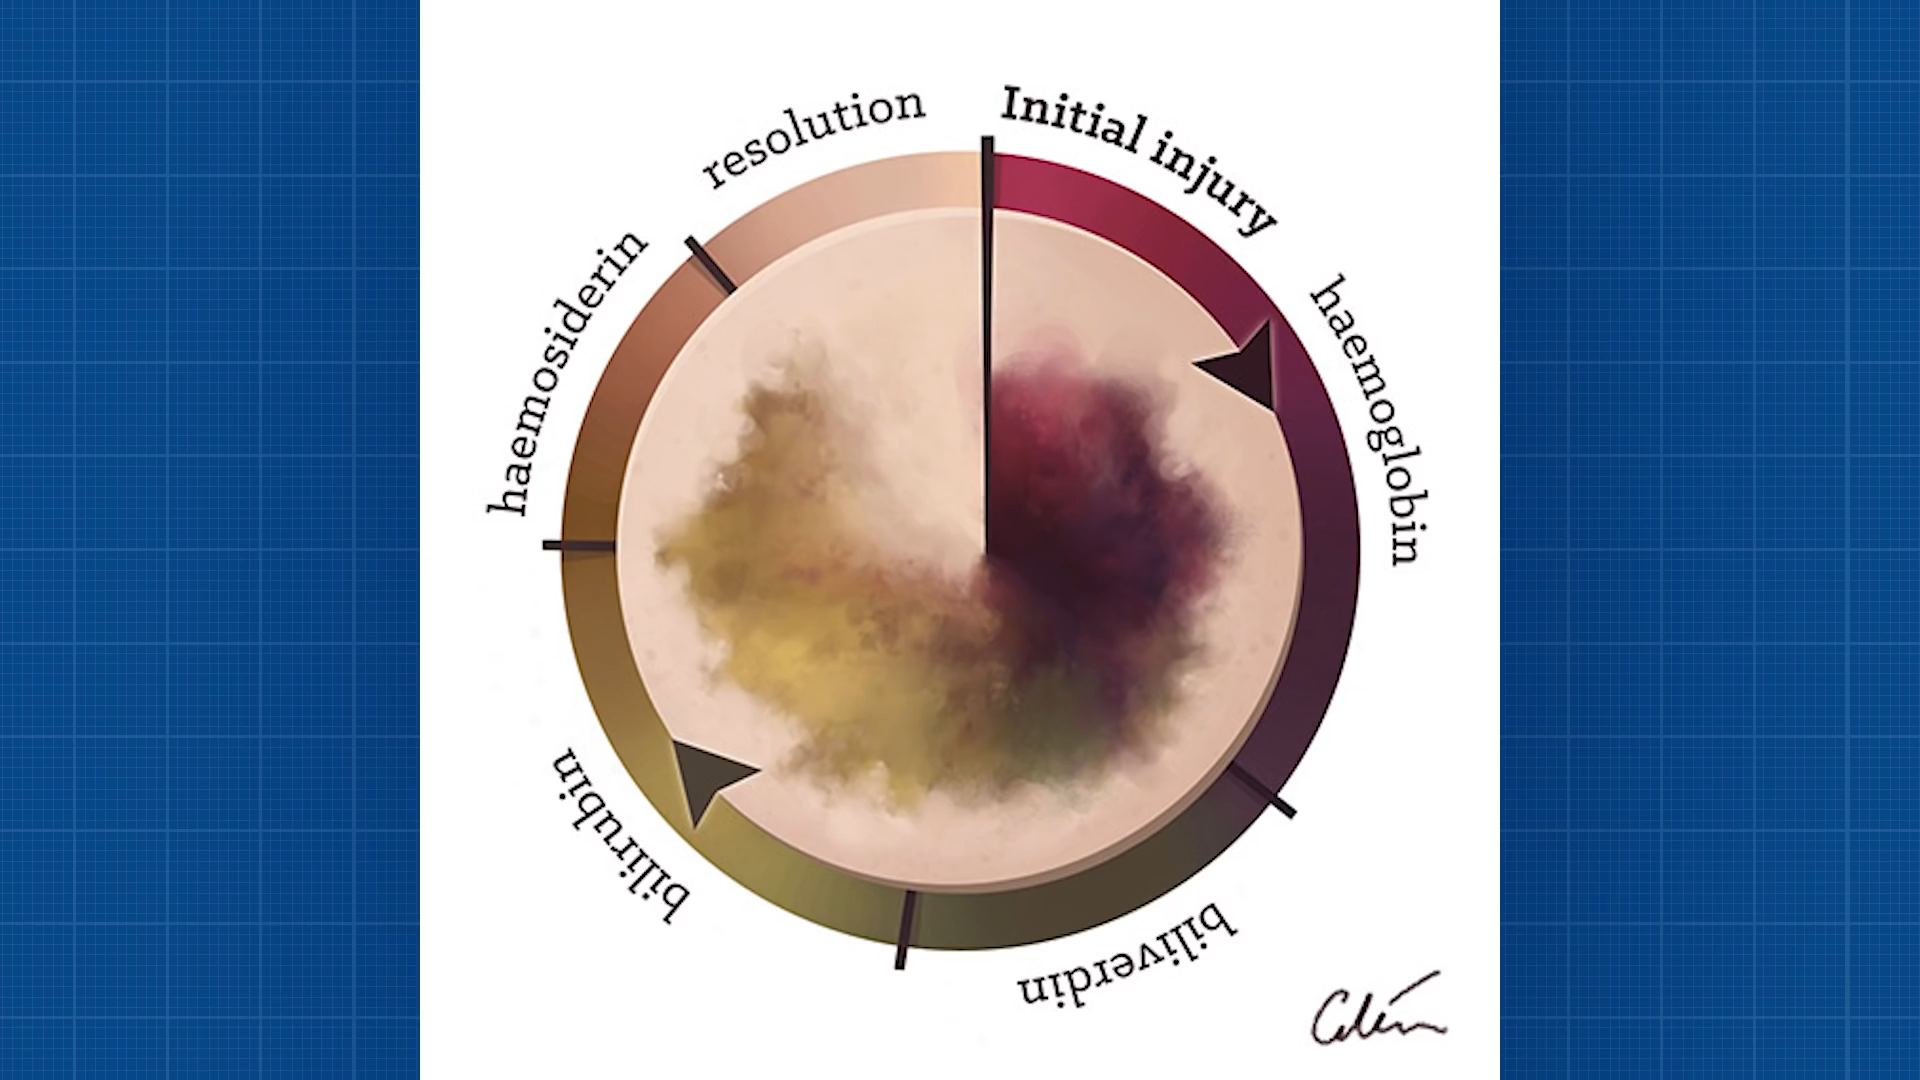 Initial injury
haemoglobin
biliverdin
bilirubin
haemosiderin
resolution